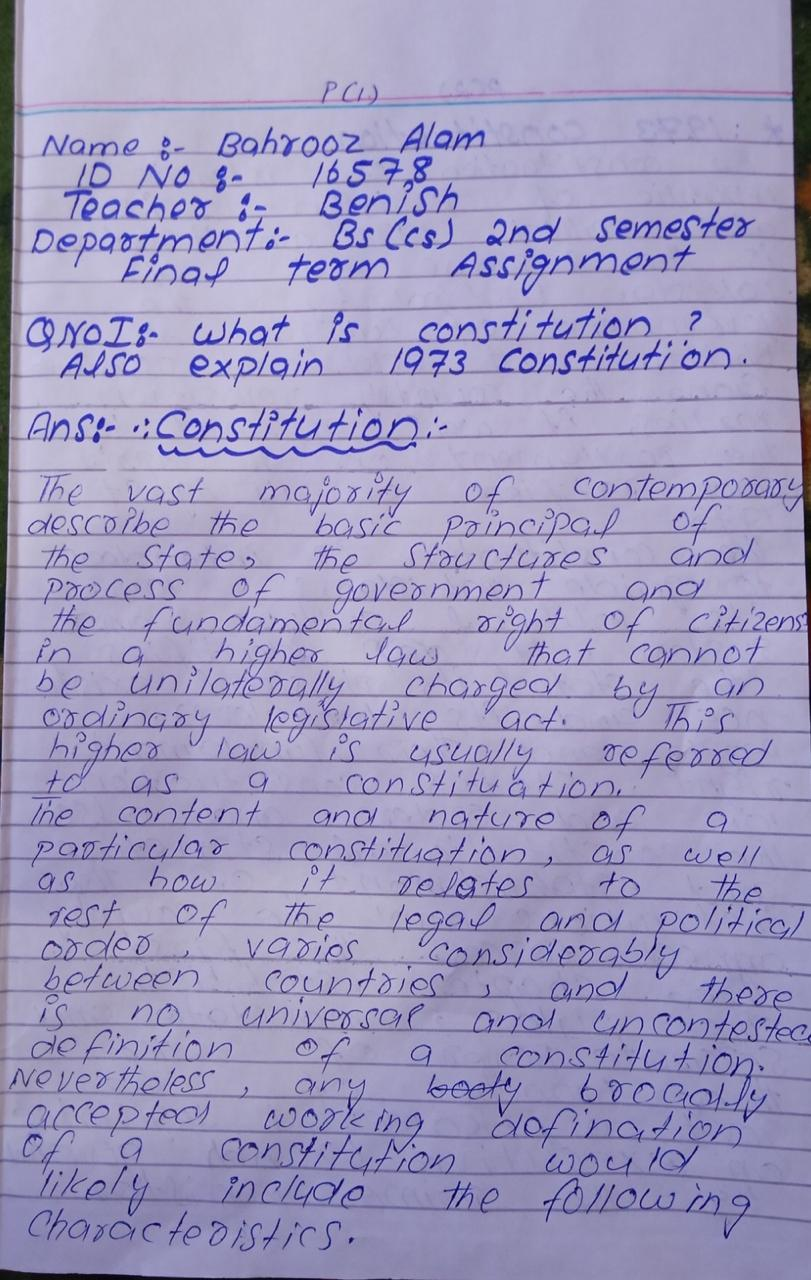 P(1)
Name :- Bahrooz Alam
ID No :- 16578
Teacher :- Benish
Department:- Bs (cs) 2nd semester
Final term Assignment
QNoI:- what is constitution ?
Also explain 1973 constitution.
Ans:- .: Constitution:-
The vast majority of contemporary
describe the basic principal of
the state, the structures and
process of government and
the fundamental right of citizens
in a higher law that cannot
be unilaterally charged by an
ordinary legislative act. This
higher law is usually referred
to as a constituation.
The content and nature of a
particular constituation, as well
as how it relates to the
rest of the legal and political
order, varies considerably
between countries, and there
is no universal and uncontested
definition of a constitution.
Nevertheless, any booty broadly
accepted working defination
of a constitution would
likely include the following
characteristics.